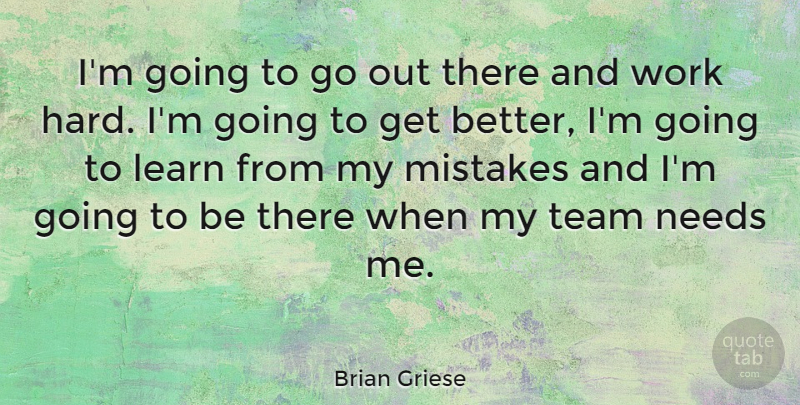 I'm going to go out there and work
hard. I'm going to get better, I'm going
to learn from my mistakes and I'm
going to be there when my team needs
me.
Brian Griese
quote
tab
com